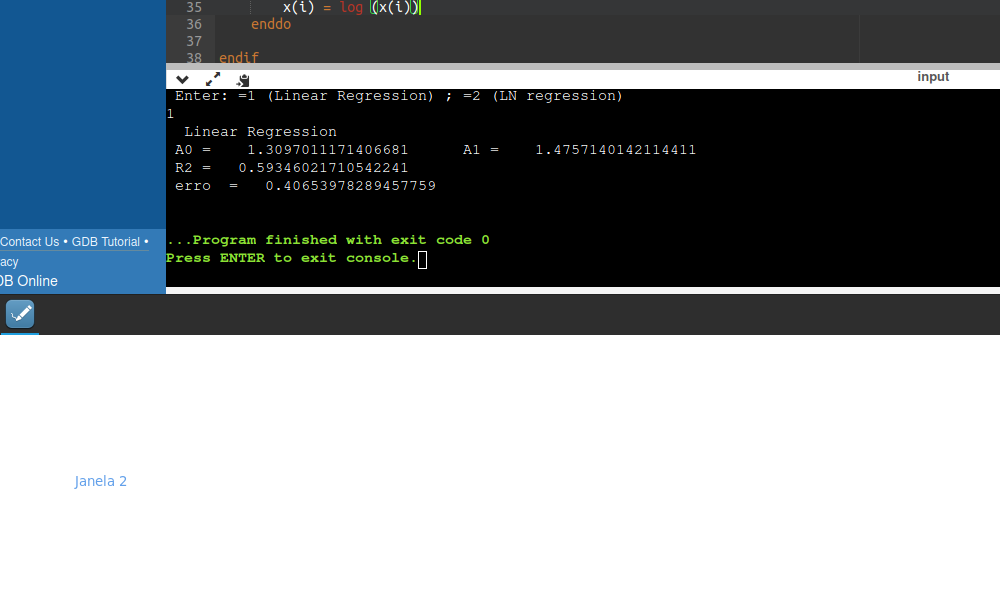 35 x(i) = log (x(i))
36 enddo
37
38 endif
input
Enter: =1 (Linear Regression) ; =2 (LN regression)
1
Linear Regression
A0 = 1.3097011171406681 A1 = 1.4757140142114411
R2 = 0.59346021710542241
erro = 0.40653978289457759
...Program finished with exit code 0
Press ENTER to exit console.
Contact Us • GDB Tutorial •
acy
DB Online
Janela 2